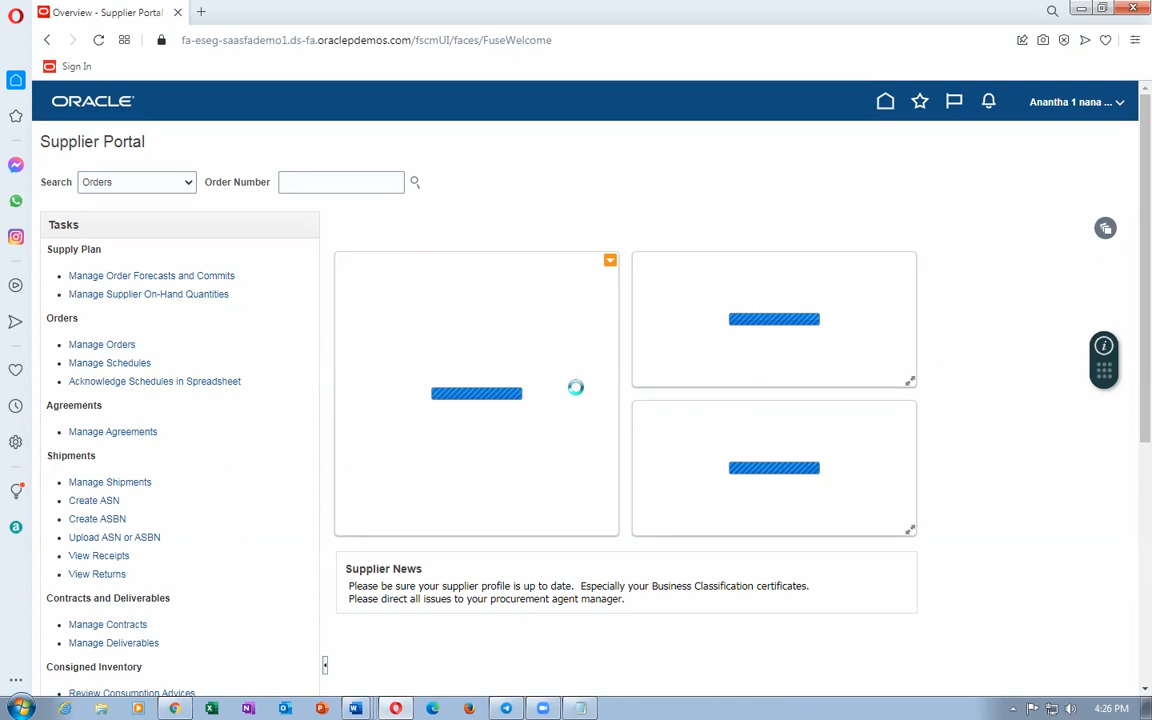 Overview - Supplier Portal
fa-eseg-saasfademo1.ds-fa.oraclepdemos.com/fscmUI/faces/FuseWelcome
Sign In
ORACLE
Anantha 1 nana ...
Supplier Portal
Search
Orders
Order Number
Tasks
Supply Plan
Manage Order Forecasts and Commits
Manage Supplier On-Hand Quantities
Orders
Manage Orders
Manage Schedules
Acknowledge Schedules in Spreadsheet
Agreements
Manage Agreements
Shipments
Manage Shipments
Create ASN
Create ASBN
Upload ASN or ASBN
View Receipts
View Returns
Contracts and Deliverables
Manage Contracts
Manage Deliverables
Consigned Inventory
Review Consumption Advices
Supplier News
Please be sure your supplier profile is up to date. Especially your Business Classification certificates.
Please direct all issues to your procurement agent manager.
4:26 PM